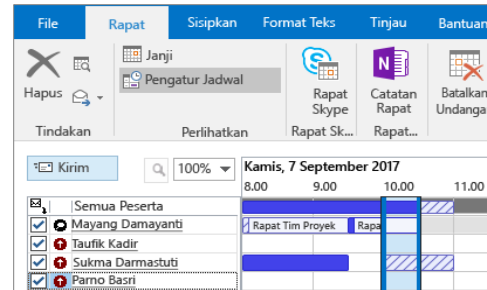 File Rapat Sisipkan Format Teks Tinjau Bantuan
Janji
Pengatur Jadwal
Hapus
Rapat Skype
Catatan Rapat
Batalkan Undangan
Tindakan Perlihatkan Rapat Sk... Rapat...
Kirim 100% Kamis, 7 September 2017
8.00 9.00 10.00 11.00
Semua Peserta
Mayang Damayanti Rapat Tim Proyek Rapa
Taufik Kadir
Sukma Darmastuti
Parno Basri